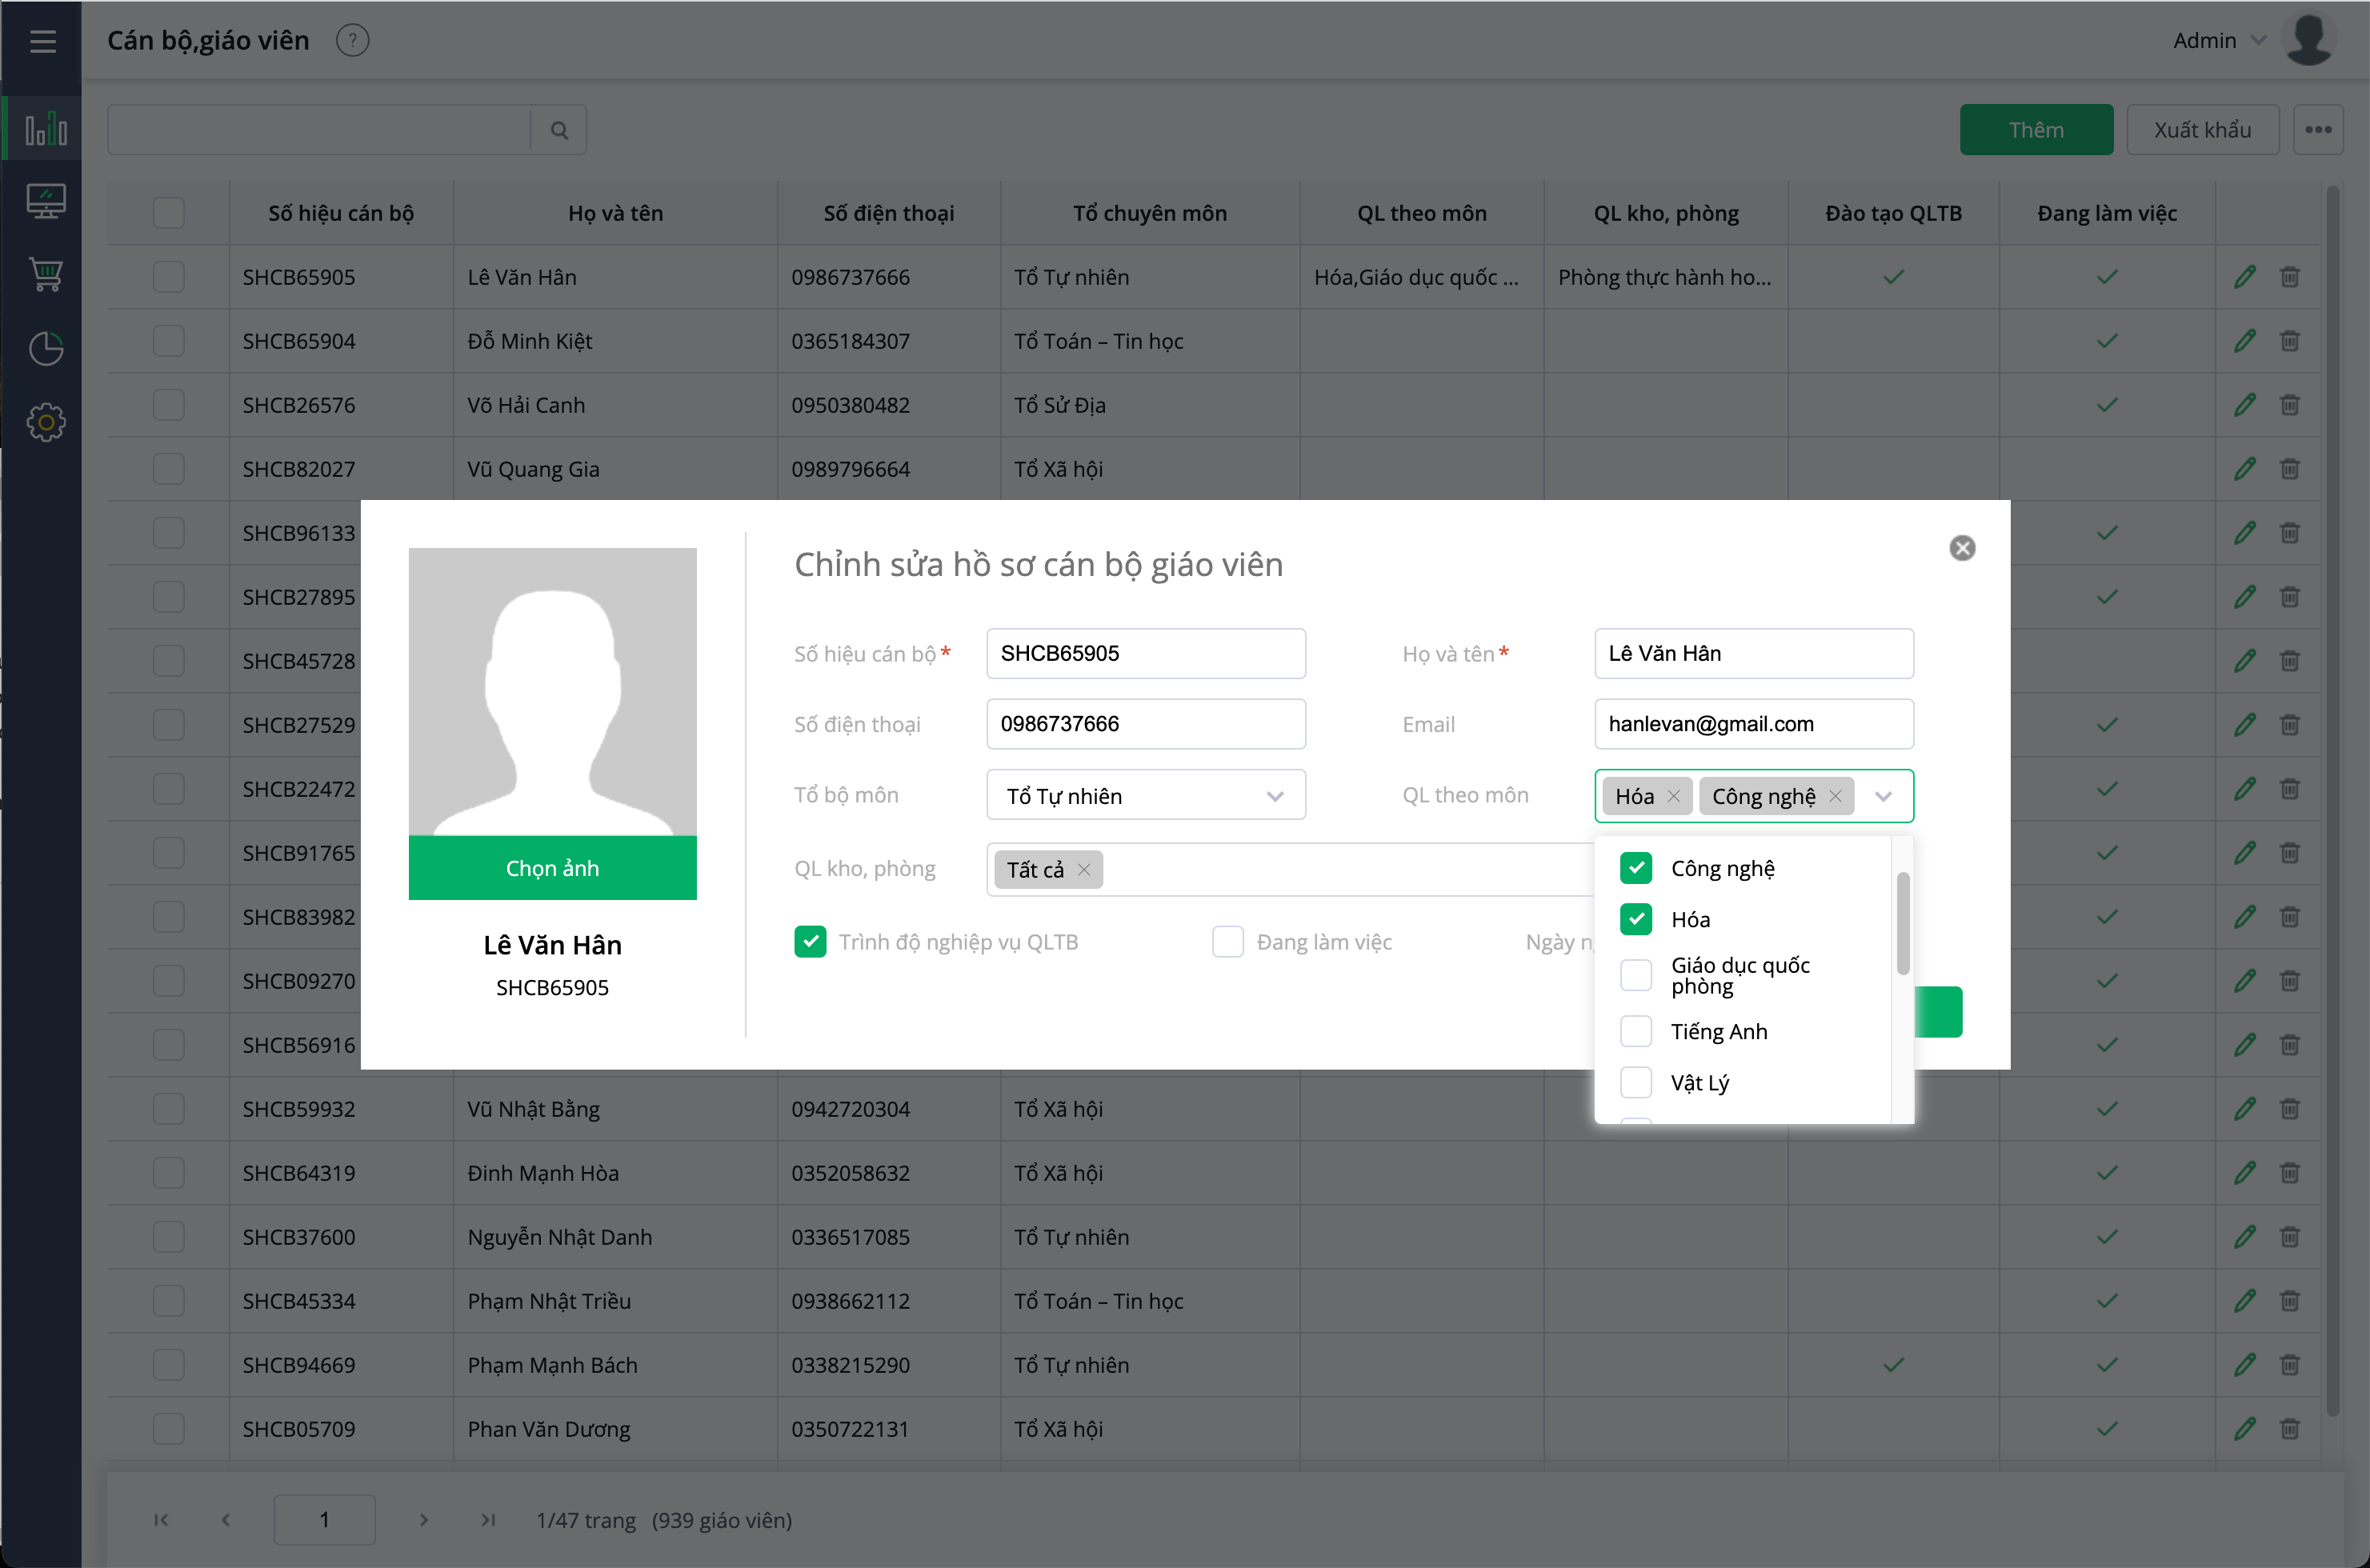 Cán bộ,giáo viên ?
Admin
Thêm
Xuất khẩu
Số hiệu cán bộ Họ và tên Số điện thoại Tổ chuyên môn QL theo môn QL kho, phòng Đào tạo QLTB Đang làm việc
SHCB65905 Lê Văn Hân 0986737666 Tổ Tự nhiên Hóa,Giáo dục quốc ... Phòng thực hành ho...
SHCB65904 Đỗ Minh Kiệt 0365184307 Tổ Toán – Tin học
SHCB26576 Võ Hải Canh 0950380482 Tổ Sử Địa
SHCB82027 Vũ Quang Gia 0989796664 Tổ Xã hội
SHCB96133
SHCB27895
SHCB45728
SHCB27529
SHCB22472
SHCB91765
SHCB83982
SHCB09270
SHCB56916
Chọn ảnh
Lê Văn Hân
SHCB65905
Chỉnh sửa hồ sơ cán bộ giáo viên
Số hiệu cán bộ* SHCB65905 Họ và tên* Lê Văn Hân
Số điện thoại 0986737666 Email hanlevan@gmail.com
Tổ bộ môn Tổ Tự nhiên QL theo môn Hóa Công nghệ
QL kho, phòng Tất cả
Trình độ nghiệp vụ QLTB Đang làm việc Ngày
Công nghệ
Hóa
Giáo dục quốc
phòng
Tiếng Anh
Vật Lý
SHCB59932 Vũ Nhật Bằng 0942720304 Tổ Xã hội
SHCB64319 Đinh Mạnh Hòa 0352058632 Tổ Xã hội
SHCB37600 Nguyễn Nhật Danh 0336517085 Tổ Tự nhiên
SHCB45334 Phạm Nhật Triều 0938662112 Tổ Toán – Tin học
SHCB94669 Phạm Mạnh Bách 0338215290 Tổ Tự nhiên
SHCB05709 Phan Văn Dương 0350722131 Tổ Xã hội
1 1/47 trang (939 giáo viên)